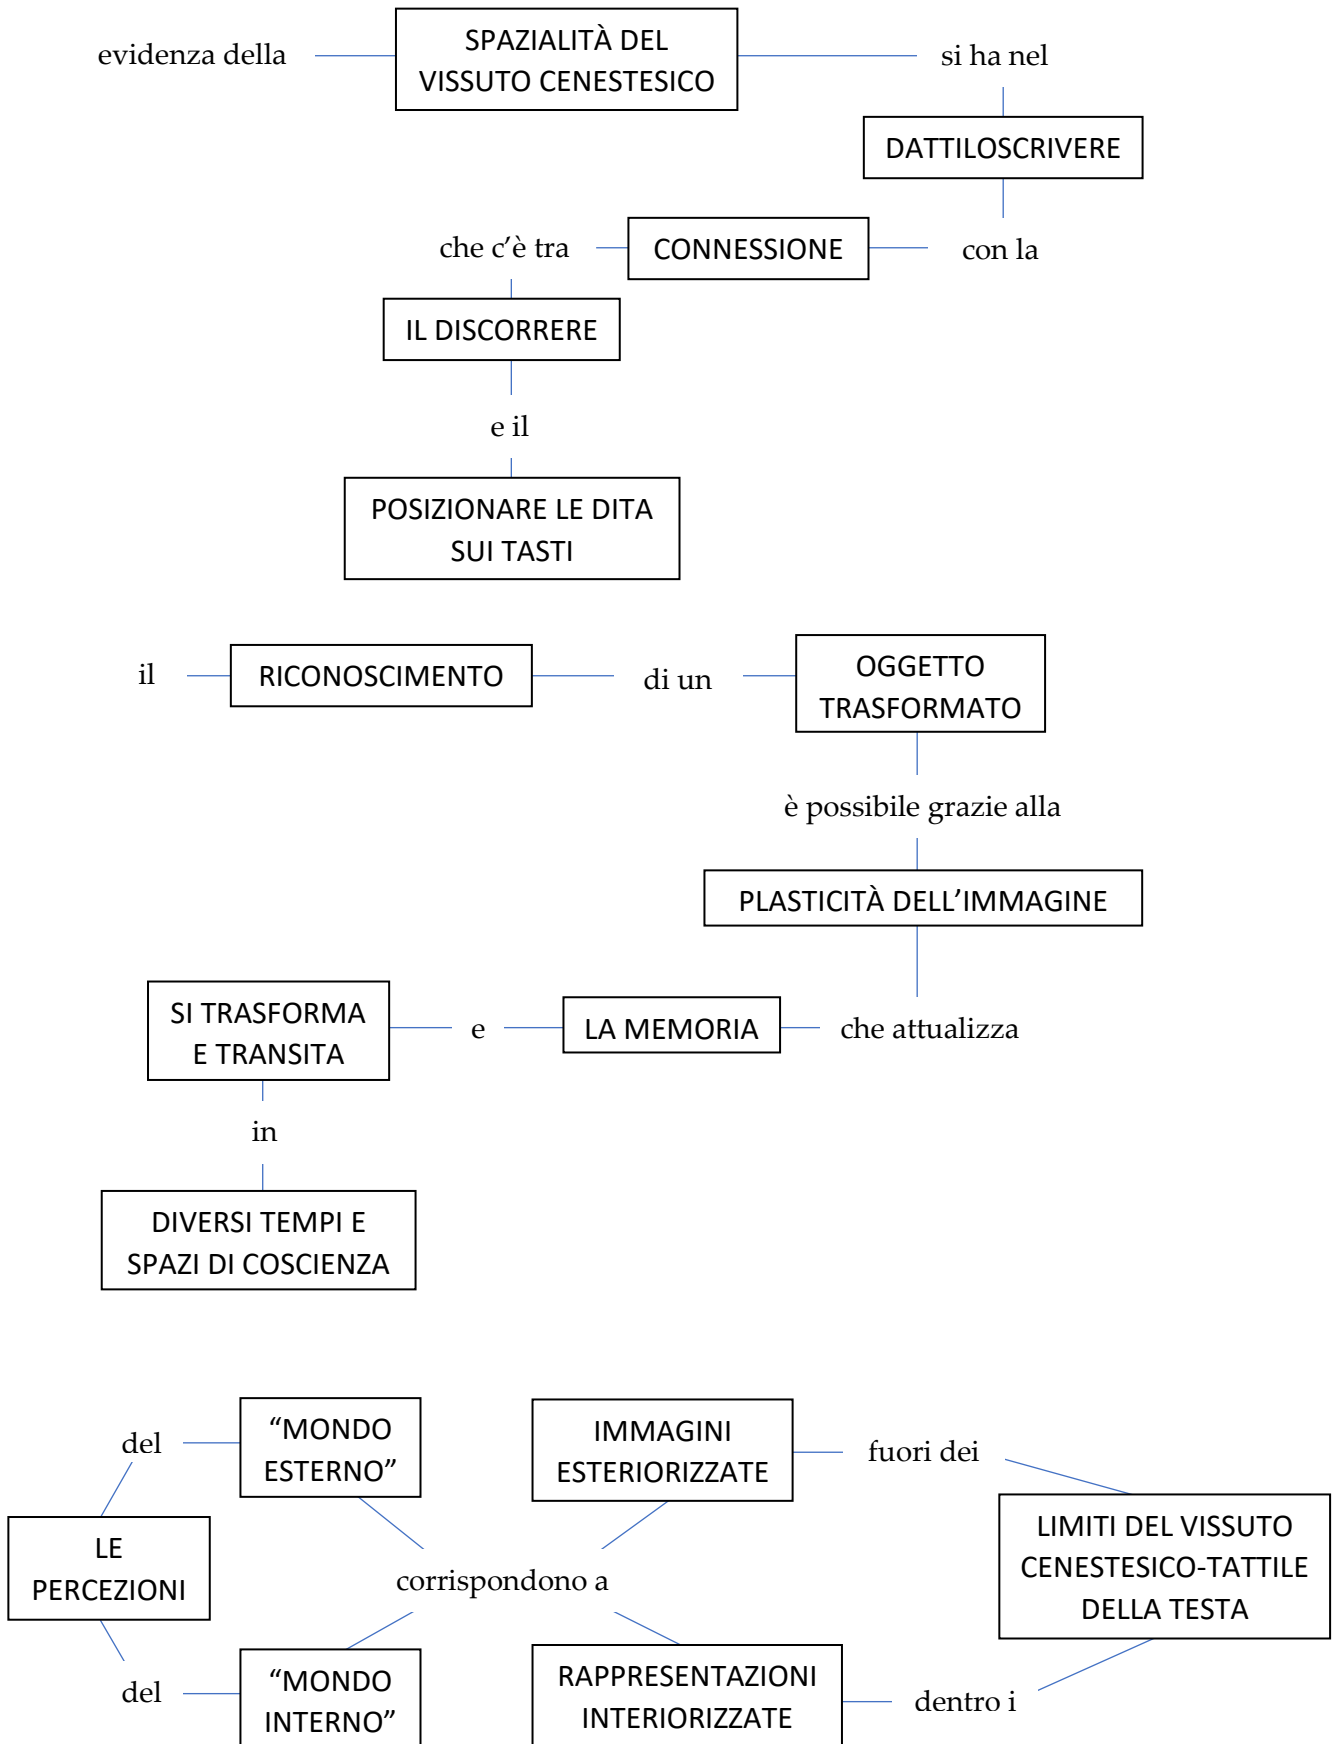 evidenza della
SPAZIALITÀ DEL
VISSUTO CENESTESICO
si ha nel
DATTILOSCRIVERE
con la
CONNESSIONE
che c’è tra
IL DISCORRERE
e il
POSIZIONARE LE DITA
SUI TASTI
il
RICONOSCIMENTO
di un
OGGETTO
TRASFORMATO
è possibile grazie alla
PLASTICITÀ DELL’IMMAGINE
che attualizza
LA MEMORIA
e
SI TRASFORMA
E TRANSITA
in
DIVERSI TEMPI E
SPAZI DI COSCIENZA
LE
PERCEZIONI
del
“MONDO
ESTERNO”
del
“MONDO
INTERNO”
corrispondono a
IMMAGINI
ESTERIORIZZATE
fuori dei
RAPPRESENTAZIONI
INTERIORIZZATE
dentro i
LIMITI DEL VISSUTO
CENESTESICO-TATTILE
DELLA TESTA